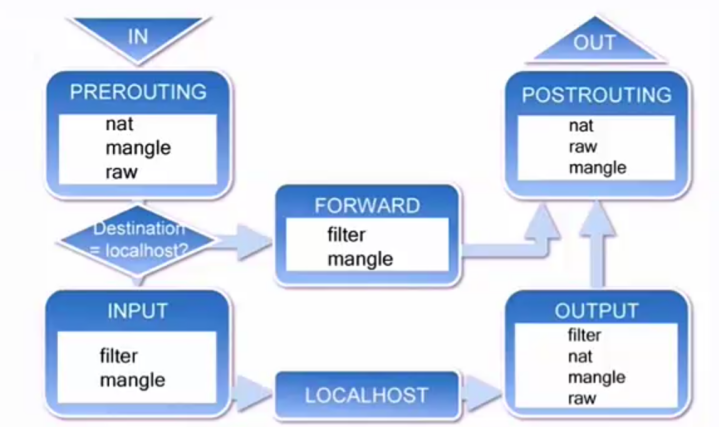 IN
OUT
PREROUTING
nat
mangle
raw
POSTROUTING
nat
raw
mangle
Destination
= localhost?
FORWARD
filter
mangle
INPUT
filter
mangle
LOCALHOST
OUTPUT
filter
nat
mangle
raw